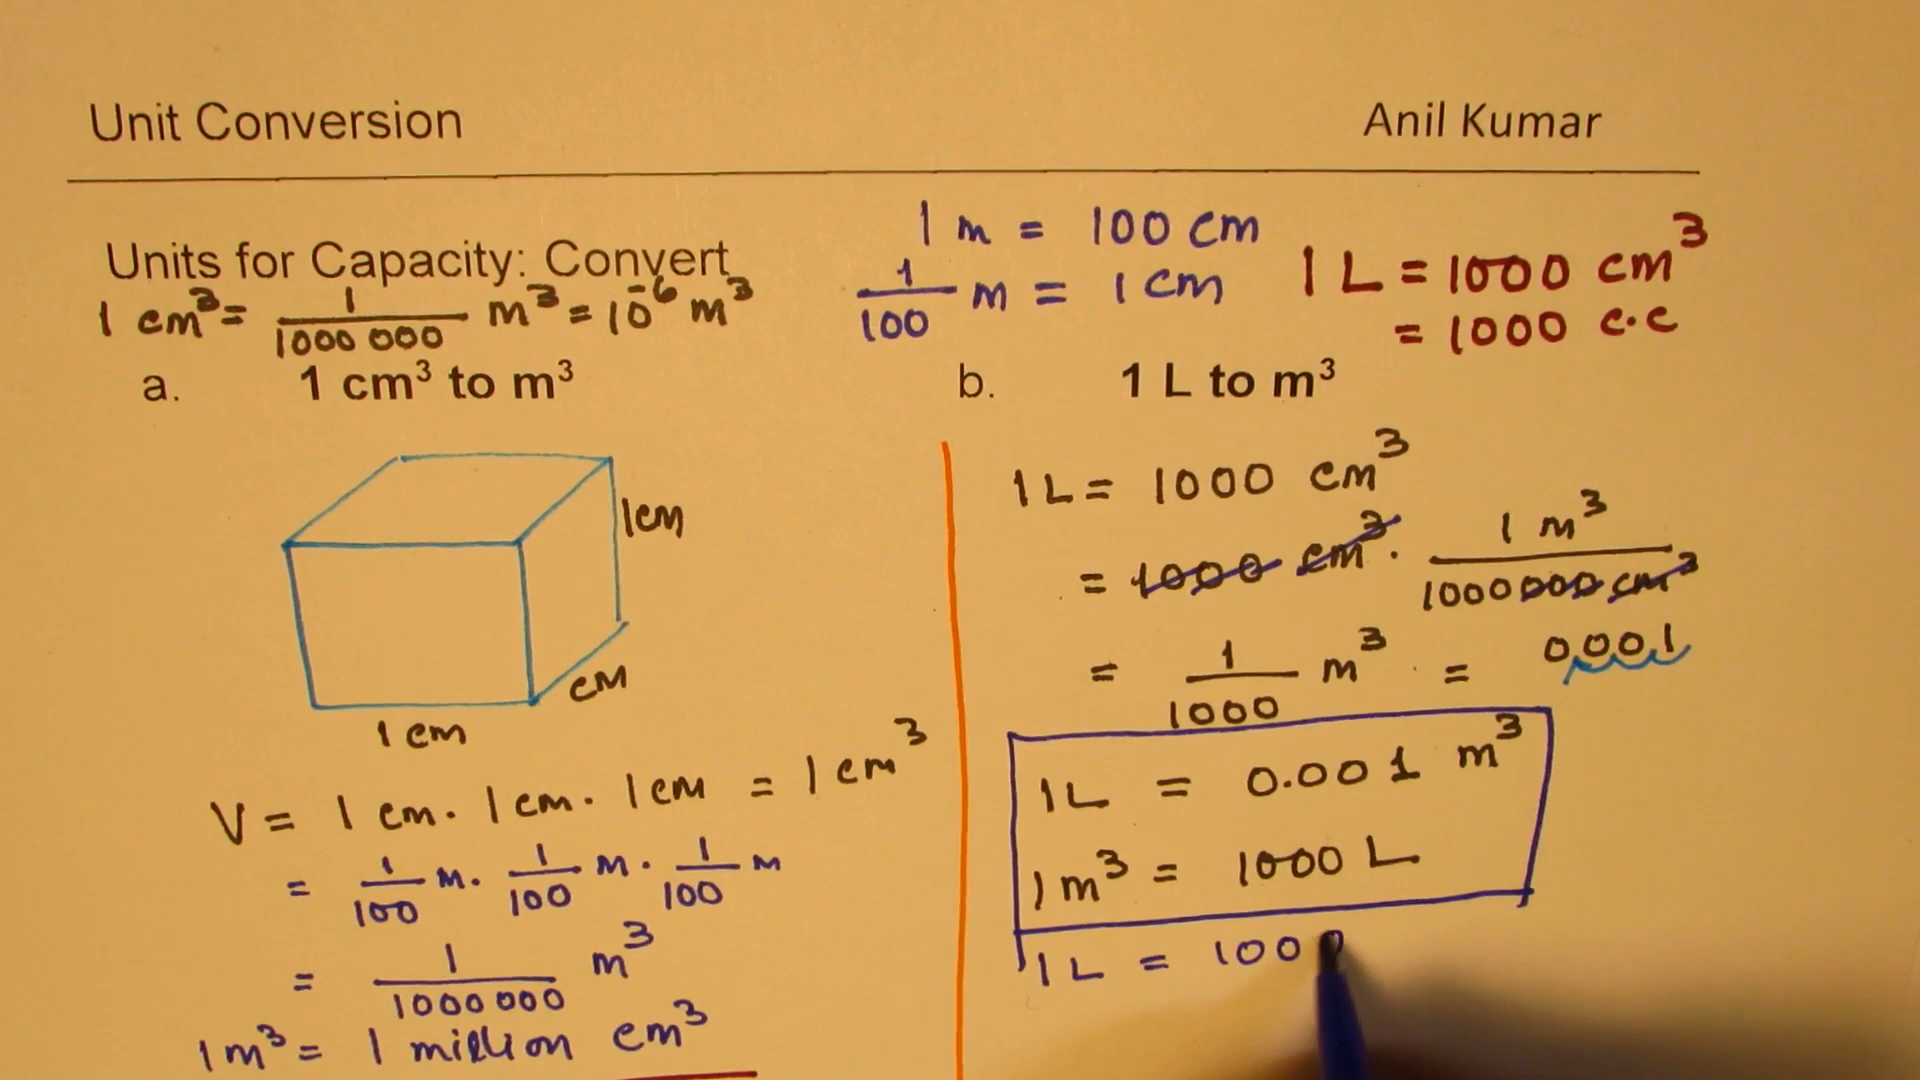 Unit Conversion
Anil Kumar
Units for Capacity: Convert
1 cm³ = 1/1000 000 m³ = 10⁻⁶ m³
1 m = 100 cm
1/100 m = 1 cm
1 L = 1000 cm³
= 1000 c.c
a. 1 cm³ to m³
1cm
cm
1 cm
V = 1 cm. 1 cm. 1 cm = 1 cm³
= 1/100 m. 1/100 m. 1/100 m
= 1/1000 000 m³
1 m³ = 1 million cm³
b. 1 L to m³
1 L = 1000 cm³
= 1000 cm³. 1 m³/1000000 cm³
= 1/1000 m³ = 0,001
1L = 0.001 m³
1 m³ = 1000 L
1 L = 1000